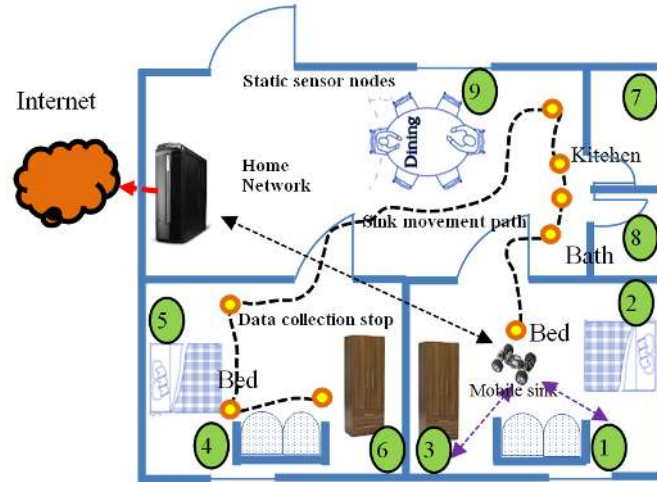 Static sensor nodes
9
7
Internet
Dining
Kitchen
Home
Network
Sink movement path
8
Bath
5
2
Data collection stop
Bed
Bed
Mobile sink
4
6
3
1